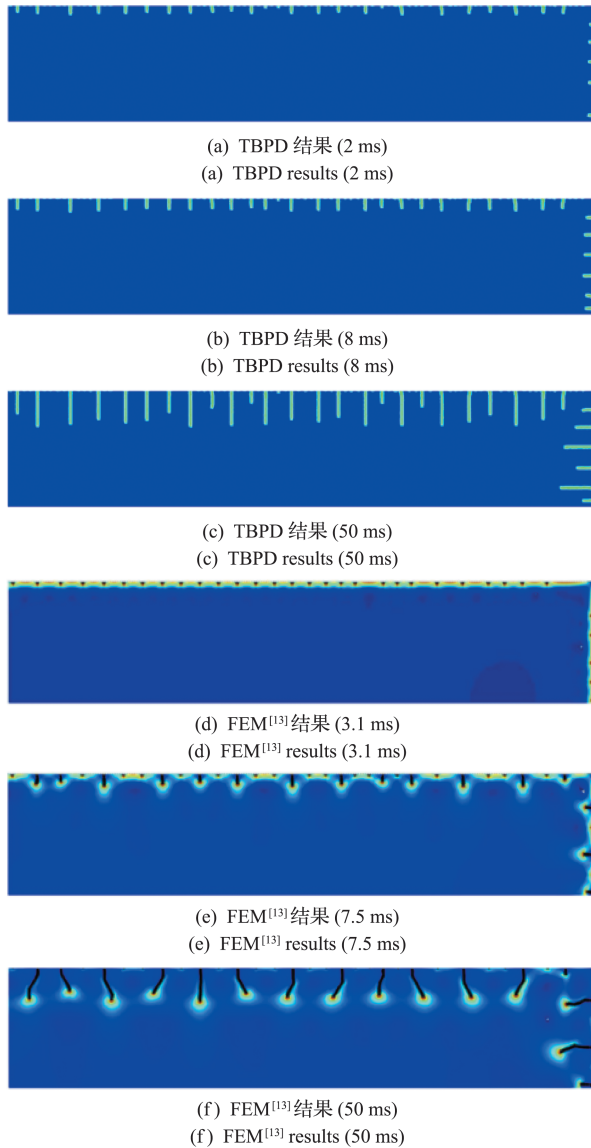 (a) TBPD 结果 (2 ms)
(a) TBPD results (2 ms)
(b) TBPD 结果 (8 ms)
(b) TBPD results (8 ms)
(c) TBPD 结果 (50 ms)
(c) TBPD results (50 ms)
(d) FEM[13] 结果 (3.1 ms)
(d) FEM[13] results (3.1 ms)
(e) FEM[13] 结果 (7.5 ms)
(e) FEM[13] results (7.5 ms)
(f) FEM[13] 结果 (50 ms)
(f) FEM[13] results (50 ms)